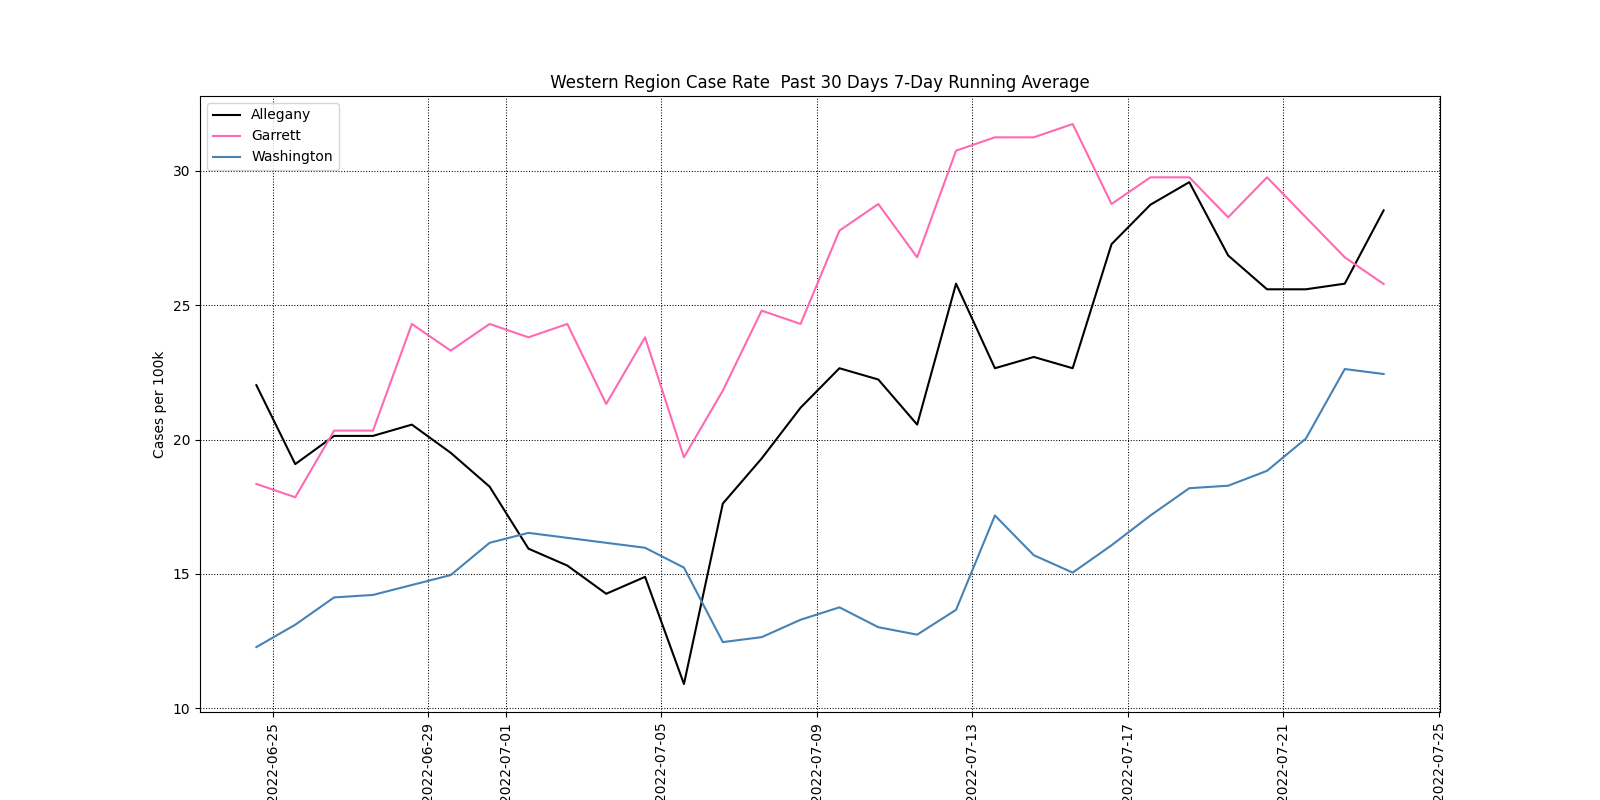 Western Region Case Rate  Past 30 Days 7-Day Running Average
Allegany
Garrett
Washington
Cases per 100k
30
25
20
15
10
2022-06-25
2022-06-29
2022-07-01
2022-07-05
2022-07-09
2022-07-13
2022-07-17
2022-07-21
2022-07-25